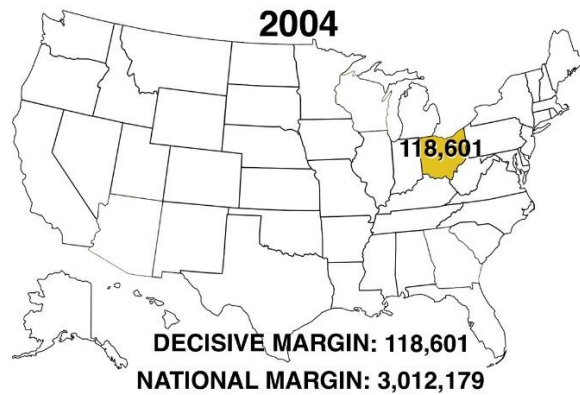 2004
118,601
DECISIVE MARGIN: 118,601
NATIONAL MARGIN: 3,012,179